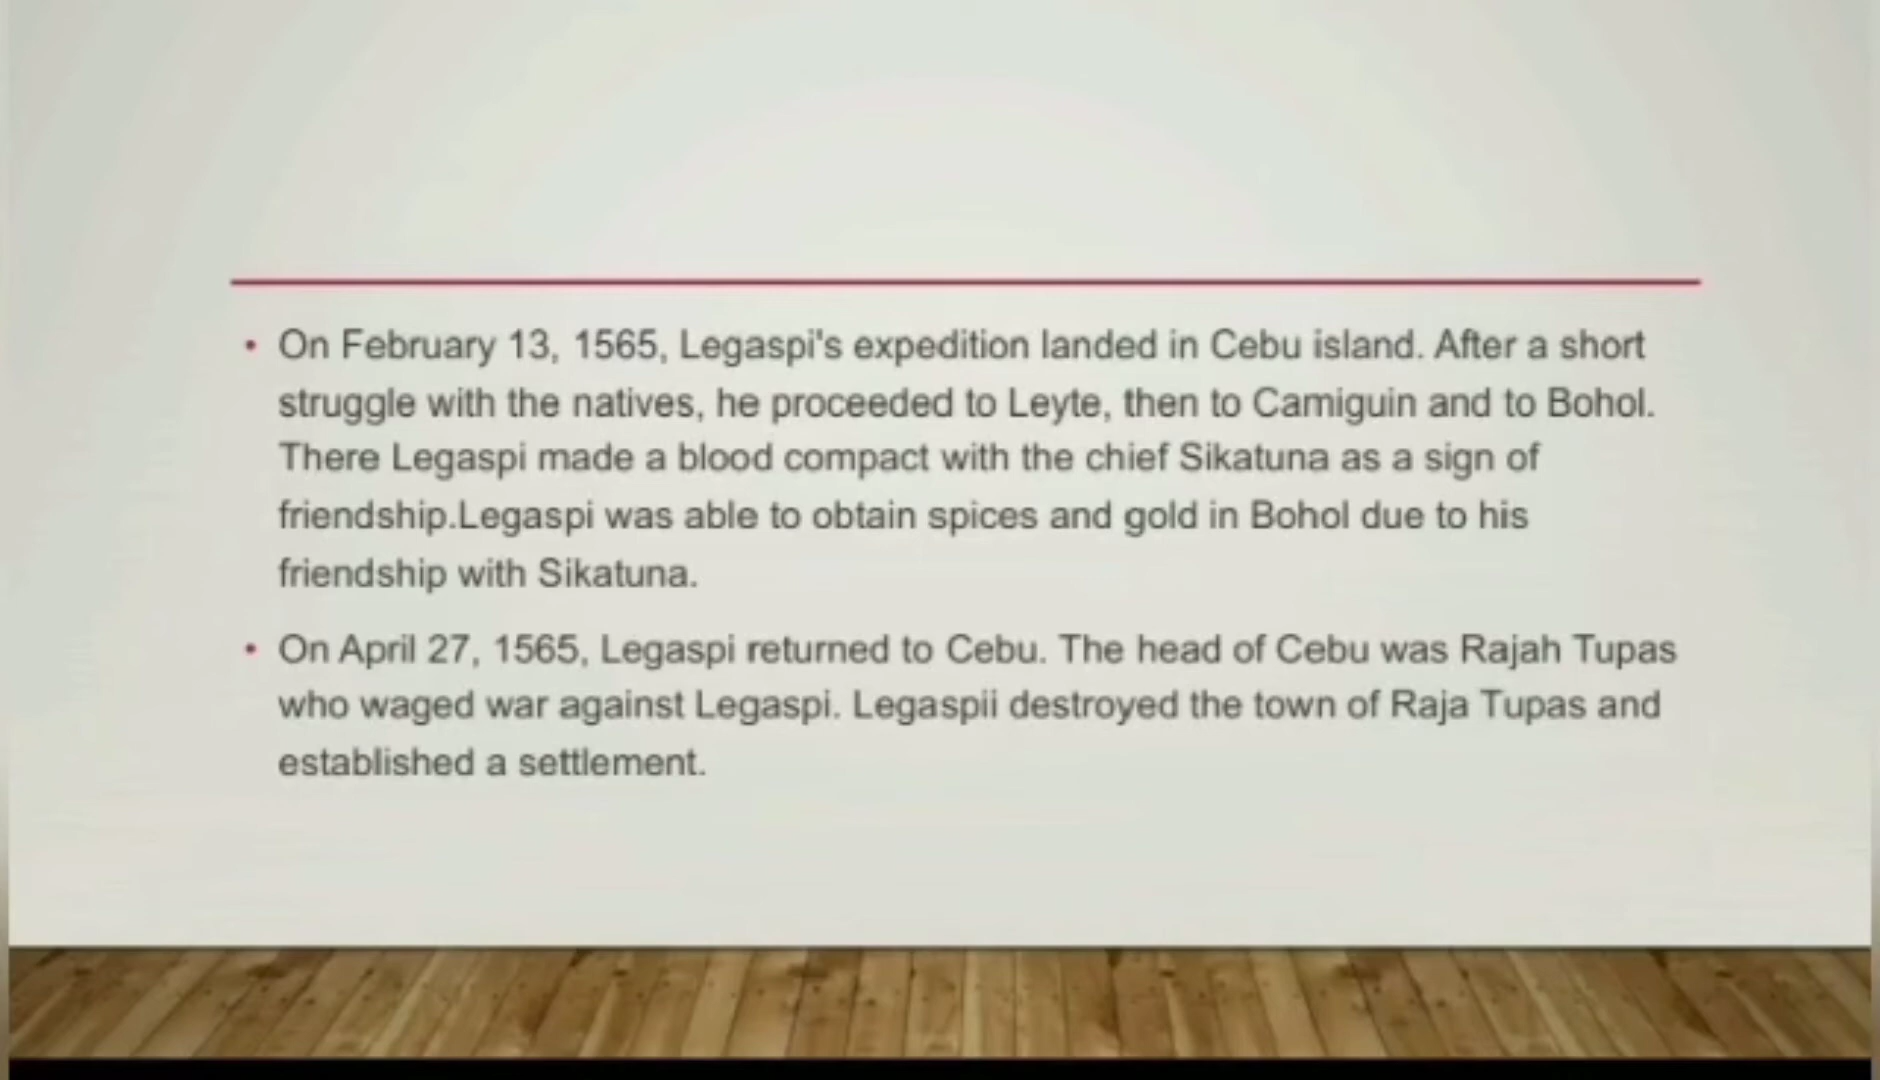 • On February 13, 1565, Legaspi's expedition landed in Cebu island. After a short
struggle with the natives, he proceeded to Leyte, then to Camiguin and to Bohol.
There Legaspi made a blood compact with the chief Sikatuna as a sign of
friendship.Legaspi was able to obtain spices and gold in Bohol due to his
friendship with Sikatuna.
• On April 27, 1565, Legaspi returned to Cebu. The head of Cebu was Rajah Tupas
who waged war against Legaspi. Legaspii destroyed the town of Raja Tupas and
established a settlement.